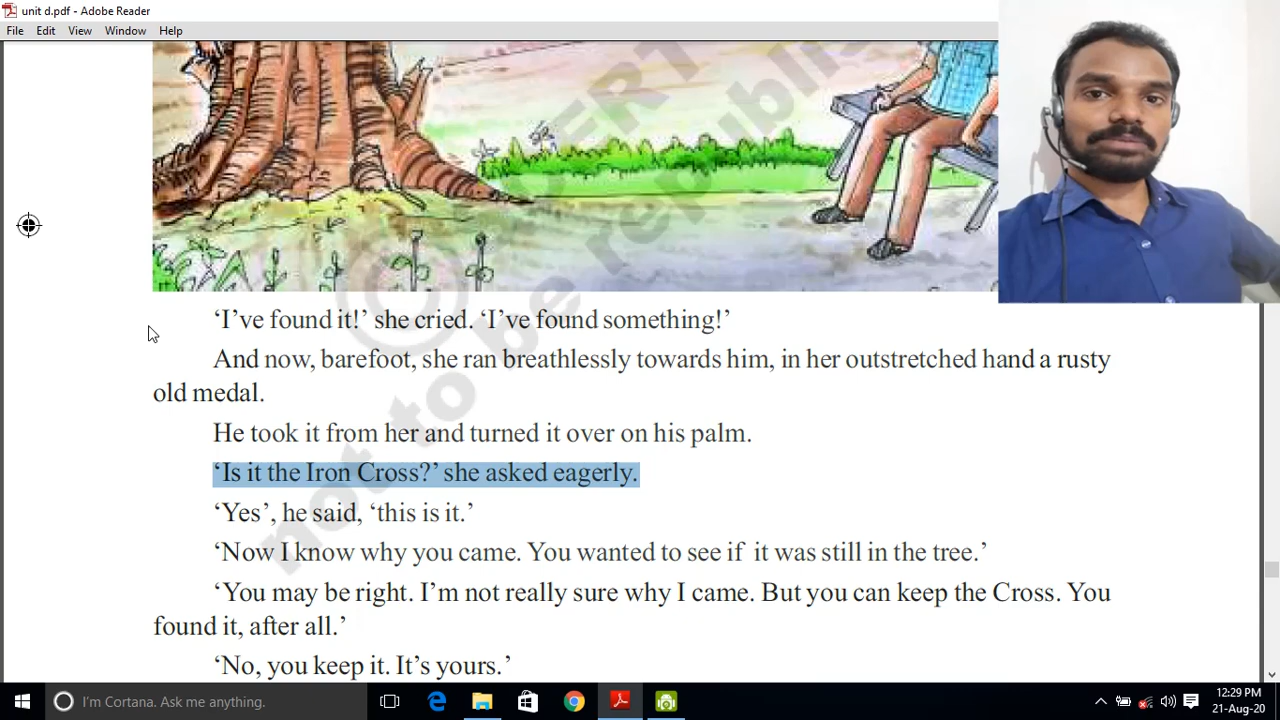 unit d.pdf - Adobe Reader
File Edit View Window Help
© NCERT
not to be republis
‘I’ve found it!’ she cried. ‘I’ve found something!’
And now, barefoot, she ran breathlessly towards him, in her outstretched hand a rusty
old medal.
He took it from her and turned it over on his palm.
‘Is it the Iron Cross?’ she asked eagerly.
‘Yes’, he said, ‘this is it.’
‘Now I know why you came. You wanted to see if it was still in the tree.’
‘You may be right. I’m not really sure why I came. But you can keep the Cross. You
found it, after all.’
‘No, you keep it. It’s yours.’
I'm Cortana. Ask me anything.
12:29 PM
21-Aug-20